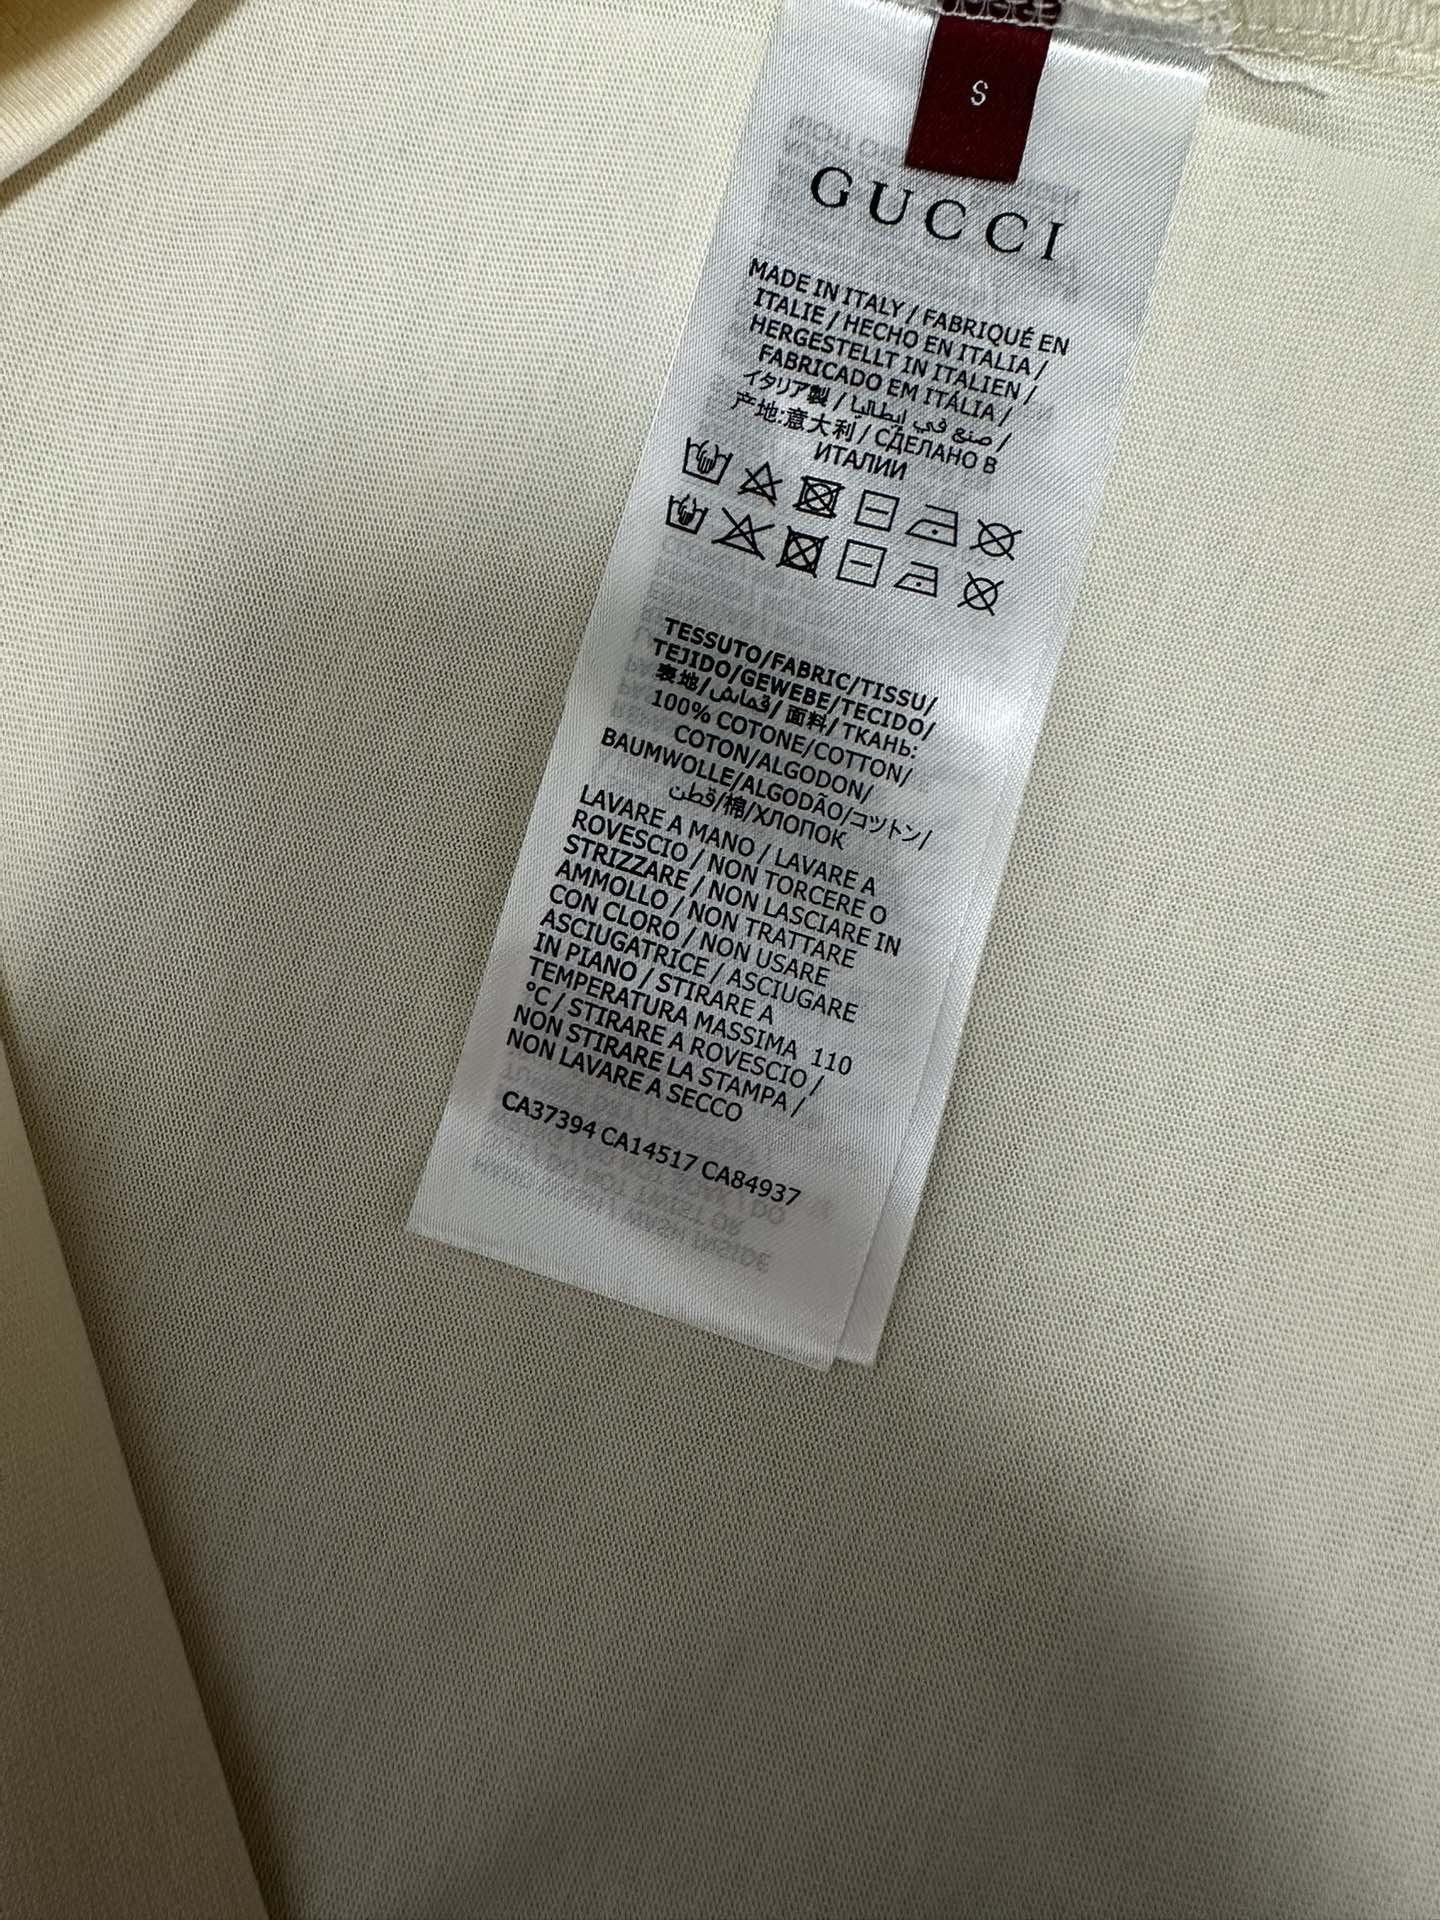 S
GUCCI
MADE IN ITALY / FABRIQUÉ EN
ITALIE / HECHO EN ITALIA /
HERGESTELLT IN ITALIEN /
FABRICADO EM ITÁLIA /
イタリア製 / صنع في إيطاليا /
产地:意大利 / СДЕЛАНО В
ИТАЛИИ
TESSUTO/FABRIC/TISSU/
TEJIDO/GEWEBE/TECIDO/
表地/قماش/面料/ТКАНЬ:
100% COTONE/COTTON/
COTON/ALGODON/
BAUMWOLLE/ALGODÃO/コットン/
قطن/棉/ХЛОПОК
LAVARE A MANO / LAVARE A
ROVESCIO / NON TORCERE O
STRIZZARE / NON LASCIARE IN
AMMOLLO / NON TRATTARE
CON CLORO / NON USARE
ASCIUGATRICE / ASCIUGARE
IN PIANO / STIRARE A
TEMPERATURA MASSIMA 110
°C / STIRARE A ROVESCIO /
NON STIRARE LA STAMPA /
NON LAVARE A SECCO
CA37394 CA14517 CA84937